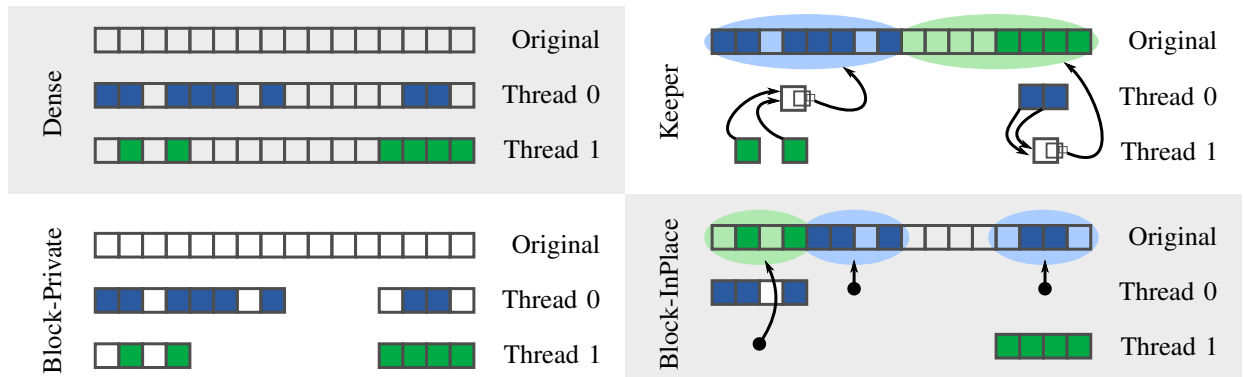 Dense
Original
Thread 0
Thread 1
Keeper
Original
Thread 0
Thread 1
Block-Private
Original
Thread 0
Thread 1
Block-InPlace
Original
Thread 0
Thread 1